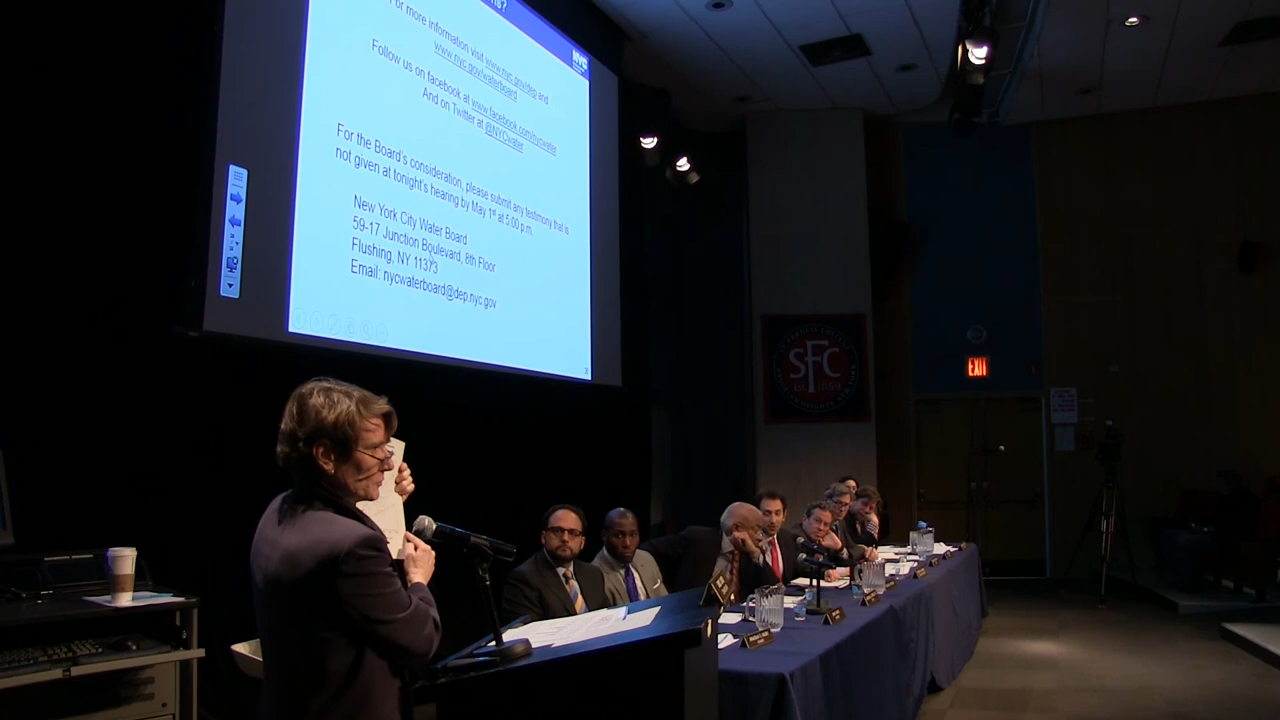 For more information visit www.nyc.gov/dep and
www.nyc.gov/waterboard
Follow us on facebook at www.facebook.com/nycwater
And on Twitter at @NYCwater
For the Board's consideration, please submit any testimony that is
not given at tonight's hearing by May 1st at 5:00 p.m.
New York City Water Board
59-17 Junction Boulevard, 8th Floor
Flushing, NY 11373
Email: nycwaterboard@dep.nyc.gov
NYC
SFC
EXIT